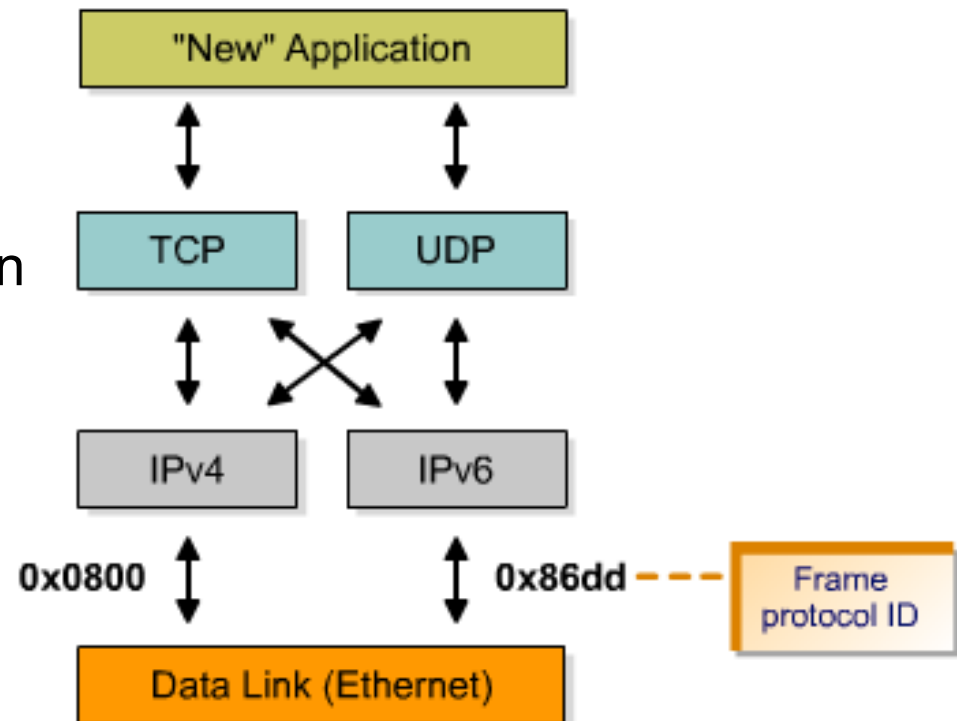 "New" Application
TCP
UDP
n
IPv4
IPv6
0x0800
0x86dd
Frame
protocol ID
Data Link (Ethernet)